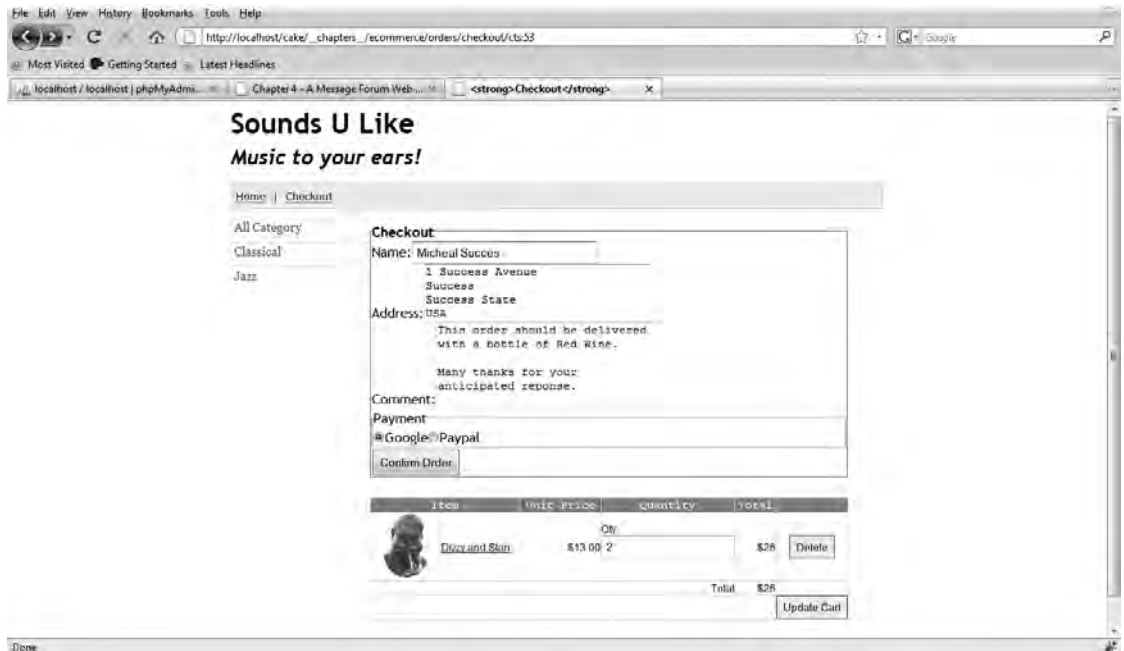 File Edit View History Bookmarks Tools Help
http://localhost/cake/_chapters_/ecommerce/orders/checkout/cts:53
Google
Most Visited Getting Started Latest Headlines
localhost / localhost | phpMyAdmi...
Chapter 4 - A Message Forum Web ...
<strong>Checkout</strong>
Sounds U Like
Music to your ears!
Home | Checkout
All Category
Classical
Jazz
Checkout
Name: Micheal Succes
1 Success Avenue
Success
Success State
Address: USA
This order should be delivered
with a bottle of Red Wine.
Many thanks for your
anticipated reponse.
Comment:
Payment
Google Paypal
Confirm Order
Item Unit Price Quantity Total
Qty
Dizzy and Stan $13.00 2 $26 Delete
Total $26
Update Cart
Done